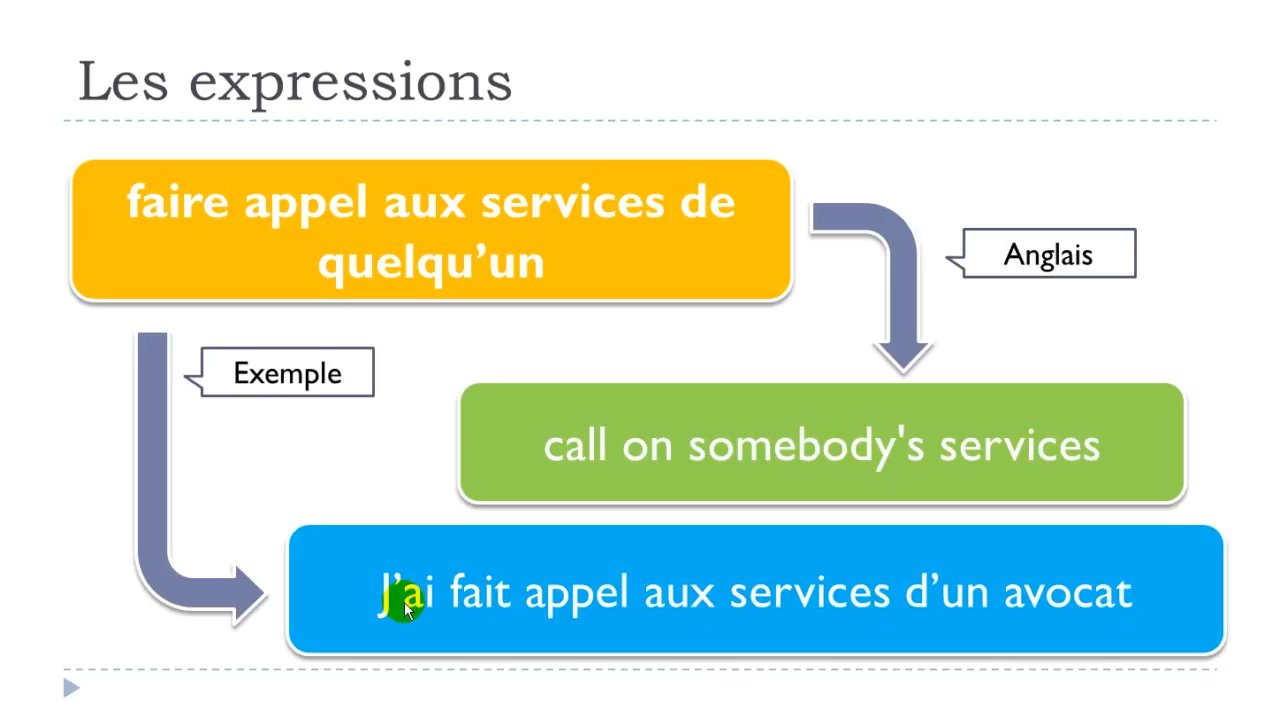 Les expressions
faire appel aux services de
quelqu’un
Anglais
Exemple
call on somebody's services
J’ai fait appel aux services d’un avocat